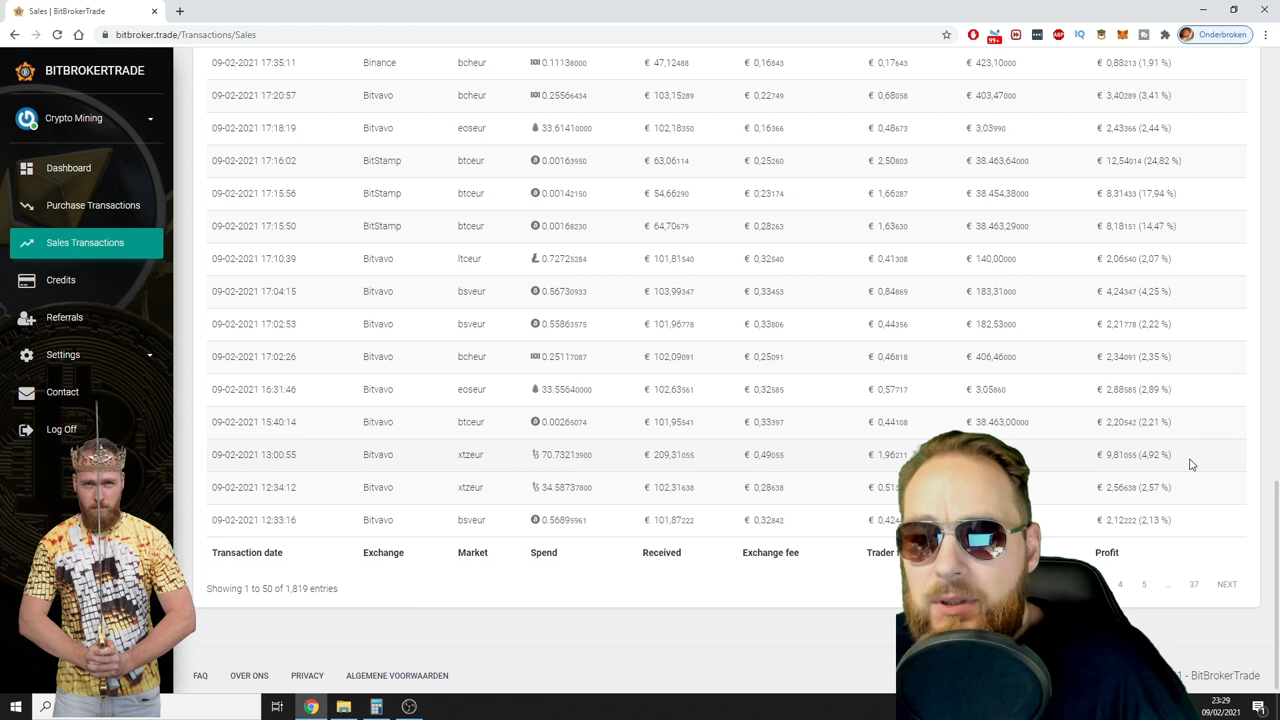 Sales | BitBrokerTrade
bitbroker.trade/Transactions/Sales
99+
ABP
IQ
Onderbroken
BITBROKERTRADE
Crypto Mining
Dashboard
Purchase Transactions
Sales Transactions
Credits
Referrals
Settings
Contact
Log Off
09-02-2021 17:35:11 Binance bcheur 0.11138000 € 47,12488 € 0,16843 € 0,17643 € 423,10000 € 0,88213 (1,91 %)
09-02-2021 17:20:57 Bitvavo bcheur 0.2556434 € 103,15289 € 0,22749 € 0,68058 € 403,47000 € 3,40289 (3,41 %)
09-02-2021 17:18:19 Bitvavo eoseur 33.61410000 € 102,18350 € 0,16366 € 0,48673 € 3,03990 € 2,43366 (2,44 %)
09-02-2021 17:16:02 BitStamp btceur 0.00163950 € 63,06114 € 0,25260 € 2,50803 € 38.463,64000 € 12,54014 (24,82 %)
09-02-2021 17:15:56 BitStamp btceur 0.00142150 € 54,66290 € 0,23174 € 1,66287 € 38.454,38000 € 8,31433 (17,94 %)
09-02-2021 17:15:50 BitStamp btceur 0.00168230 € 64,70679 € 0,28263 € 1,63630 € 38.463,29000 € 8,18151 (14,47 %)
09-02-2021 17:10:39 Bitvavo ltceur 0.72725284 € 101,81540 € 0,32540 € 0,41308 € 140,00000 € 2,06540 (2,07 %)
09-02-2021 17:04:15 Bitvavo bsveur 0.56730933 € 103,99347 € 0,33453 € 0,84869 € 183,31000 € 4,24347 (4,25 %)
09-02-2021 17:02:53 Bitvavo bsveur 0.55863575 € 101,96778 € 0,33806 € 0,44356 € 182,53000 € 2,21778 (2,22 %)
09-02-2021 17:02:26 Bitvavo bcheur 0.25117087 € 102,09091 € 0,25091 € 0,46818 € 406,46000 € 2,34091 (2,35 %)
09-02-2021 16:31:46 Bitvavo eoseur 33.55640000 € 102,63561 € 0,22585 € 0,57717 € 3,05860 € 2,88585 (2,89 %)
09-02-2021 15:40:14 Bitvavo btceur 0.00265074 € 101,95541 € 0,33397 € 0,44108 € 38.463,00000 € 2,20542 (2,21 %)
09-02-2021 13:00:55 Bitvavo xtzeur 70.73213900 € 209,31055 € 0,49055 € 1,96211 € 9,81055 (4,92 %)
09-02-2021 12:34:12 Bitvavo xtzeur 34.58737800 € 102,31638 € 0,28638 € € 2,56638 (2,57 %)
09-02-2021 12:33:16 Bitvavo bsveur 0.56895961 € 101,87222 € 0,32842 € € 2,12222 (2,13 %)
Transaction date Exchange Market Spend Received Exchange fee Trader Profit
Showing 1 to 50 of 1,819 entries
4 5 … 37 NEXT
FAQ OVER ONS PRIVACY ALGEMENE VOORWAARDEN
- BitBrokerTrade
23:29
09/02/2021